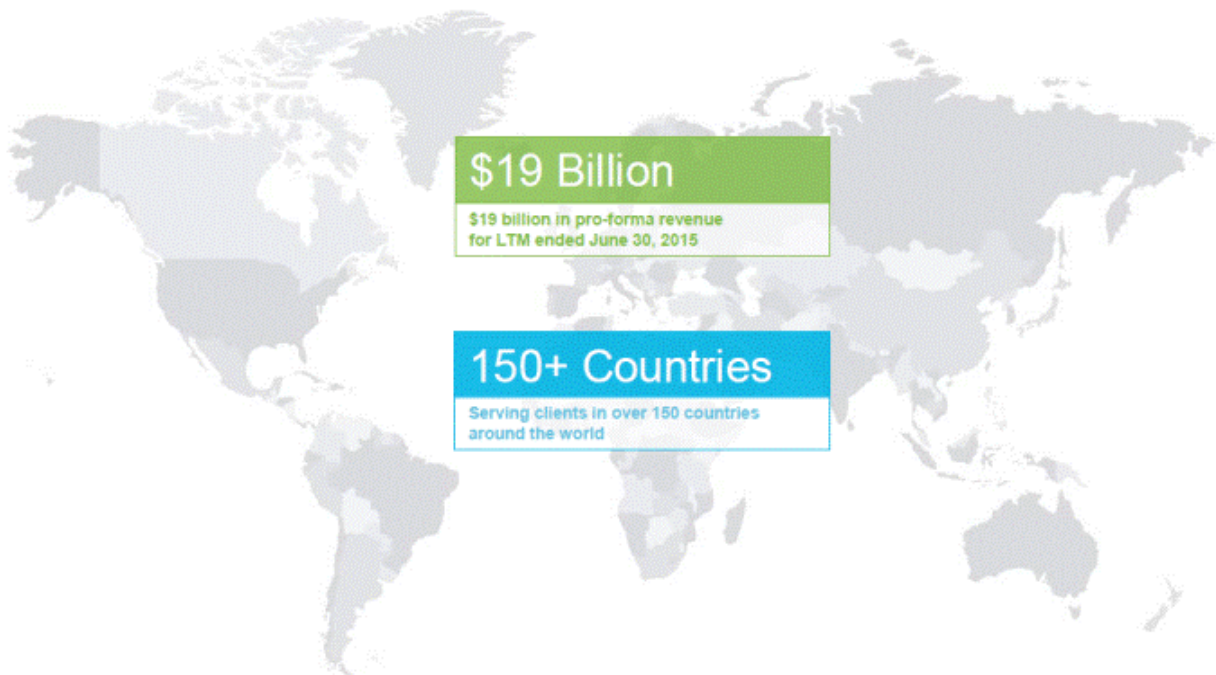 $19 Billion
$19 billion in pro-forma revenue
for LTM ended June 30, 2015
150+ Countries
Serving clients in over 150 countries
around the world